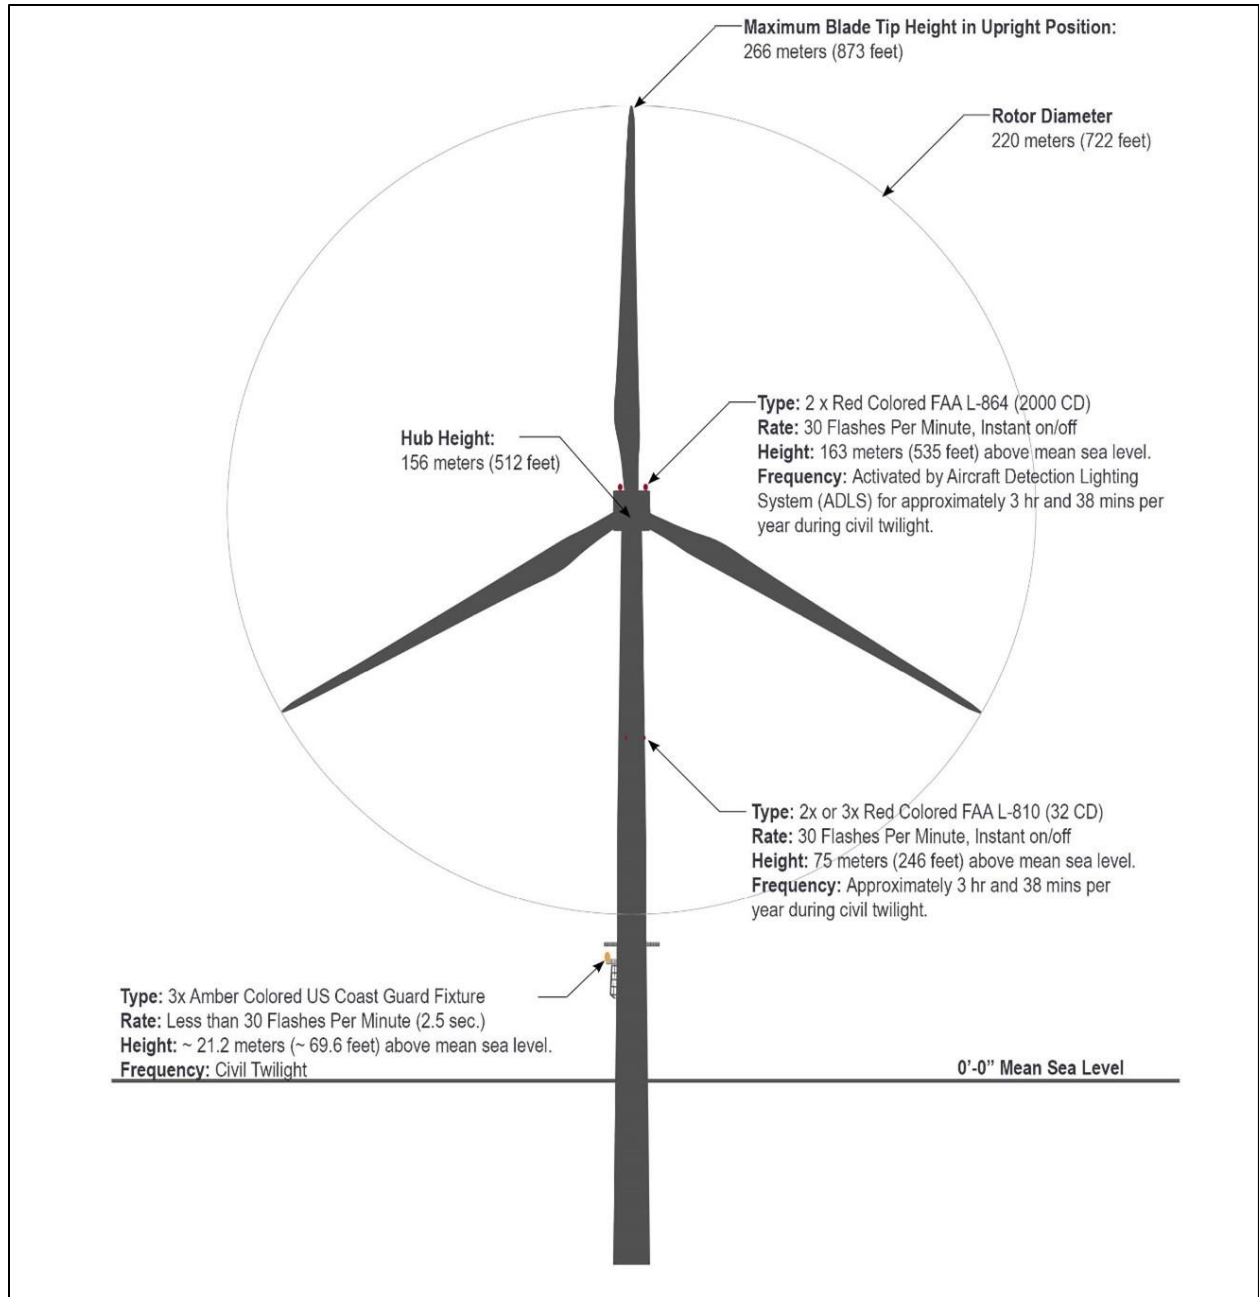 Maximum Blade Tip Height in Upright Position:
266 meters (873 feet)
Rotor Diameter
220 meters (722 feet)
Type: 2 x Red Colored FAA L-864 (2000 CD)
Rate: 30 Flashes Per Minute, Instant on/off
Height: 163 meters (535 feet) above mean sea level.
Frequency: Activated by Aircraft Detection Lighting
System (ADLS) for approximately 3 hr and 38 mins per
year during civil twilight.
Hub Height:
156 meters (512 feet)
Type: 2x or 3x Red Colored FAA L-810 (32 CD)
Rate: 30 Flashes Per Minute, Instant on/off
Height: 75 meters (246 feet) above mean sea level.
Frequency: Approximately 3 hr and 38 mins per
year during civil twilight.
Type: 3x Amber Colored US Coast Guard Fixture
Rate: Less than 30 Flashes Per Minute (2.5 sec.)
Height: ~ 21.2 meters (~ 69.6 feet) above mean sea level.
Frequency: Civil Twilight
0'-0” Mean Sea Level